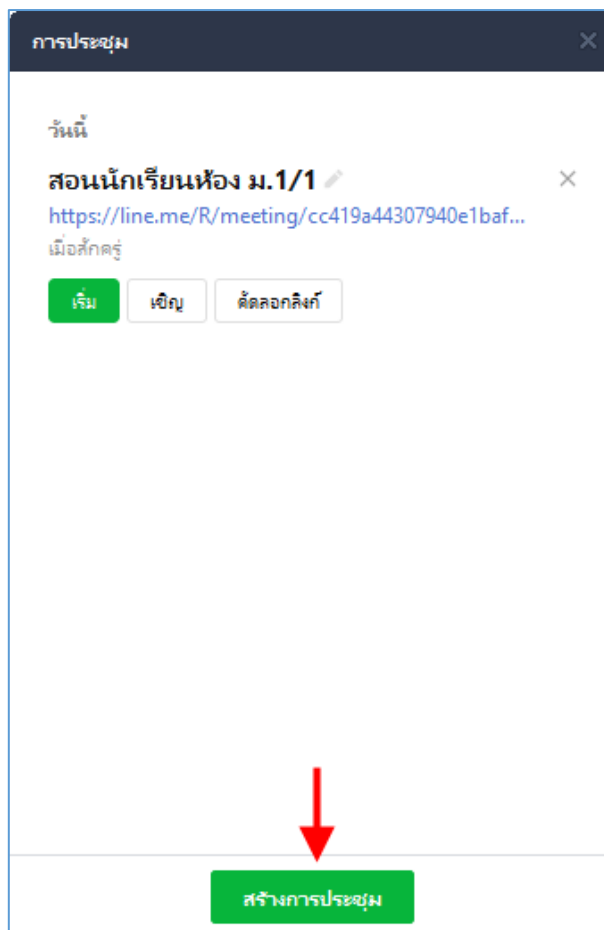 การประชุม
วันนี้
สอนนักเรียนห้อง ม.1/1
https://line.me/R/meeting/cc419a44307940e1baf...
เมื่อสักครู่
เริ่ม เชิญ คัดลอกลิงก์
สร้างการประชุม